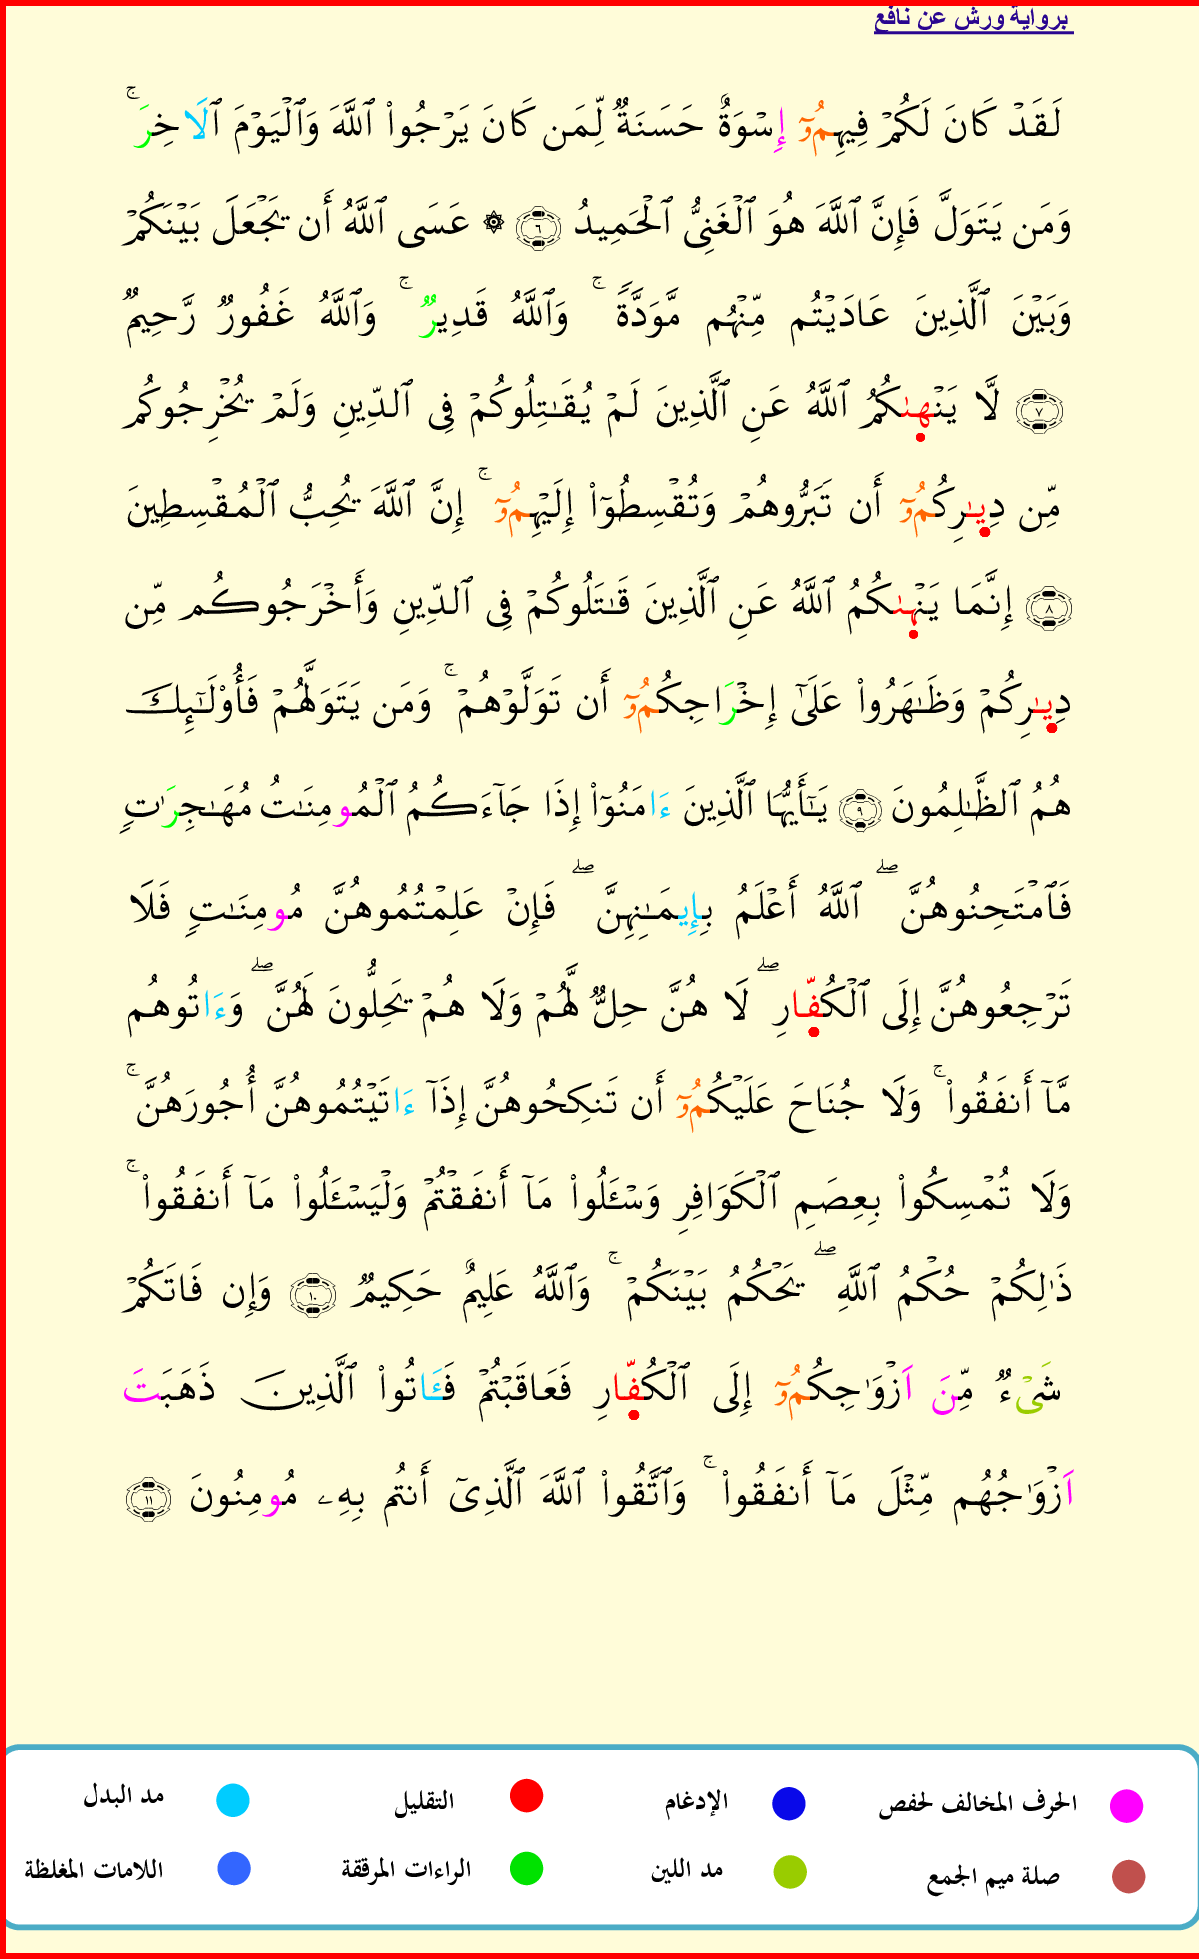 برواية ورش عن نافع
لَقَدْ كَانَ لَكُمْ فِيهِمُۥٓ إِسْوَةٌ حَسَنَةٌ لِّمَن كَانَ يَرْجُوا۟ ٱللَّهَ وَٱلْيَوْمَ ٱلَاخِرَ ۚ
وَمَن يَتَوَلَّ فَإِنَّ ٱللَّهَ هُوَ ٱلْغَنِىُّ ٱلْحَمِيدُ ٦ ۞ عَسَى ٱللَّهُ أَن يَجْعَلَ بَيْنَكُمْ
وَبَيْنَ ٱلَّذِينَ عَادَيْتُم مِّنْهُم مَّوَدَّةً ۚ وَٱللَّهُ قَدِيرٌ ۚ وَٱللَّهُ غَفُورٌ رَّحِيمٌ
٧ لَّا يَنْهىٰكُمُ ٱللَّهُ عَنِ ٱلَّذِينَ لَمْ يُقَـٰتِلُوكُمْ فِى ٱلدِّينِ وَلَمْ يُخْرِجُوكُم
مِّن دِيـٰرِكُمُۥٓ أَن تَبَرُّوهُمْ وَتُقْسِطُوٓا۟ إِلَيْهِمُۥٓ ۚ إِنَّ ٱللَّهَ يُحِبُّ ٱلْمُقْسِطِينَ
٨ إِنَّمَا يَنْهىٰكُمُ ٱللَّهُ عَنِ ٱلَّذِينَ قَـٰتَلُوكُمْ فِى ٱلدِّينِ وَأَخْرَجُوكُم مِّن
دِيـٰرِكُمْ وَظَـٰهَرُوا۟ عَلَىٰٓ إِخْرَاجِكُمُۥٓ أَن تَوَلَّوْهُمْ ۚ وَمَن يَتَوَلَّهُمْ فَأُو۟لَـٰٓئِكَ
هُمُ ٱلظَّـٰلِمُونَ ٩ يَـٰٓأَيُّهَا ٱلَّذِينَ ءَامَنُوٓا۟ إِذَا جَآءَكُمُ ٱلْمُومِنَـٰتُ مُهَـٰجِرَٰتٍ
فَٱمْتَحِنُوهُنَّ ۖ ٱللَّهُ أَعْلَمُ بِإِيمَـٰنِهِنَّ ۖ فَإِنْ عَلِمْتُمُوهُنَّ مُومِنَـٰتٍ فَلَا
تَرْجِعُوهُنَّ إِلَى ٱلْكُفّارِ ۖ لَا هُنَّ حِلٌّ لَّهُمْ وَلَا هُمْ يَحِلُّونَ لَهُنَّ ۖ وَءَاتُوهُم
مَّآ أَنفَقُوا۟ ۚ وَلَا جُنَاحَ عَلَيْكُمُۥٓ أَن تَنكِحُوهُنَّ إِذَآ ءَاتَيْتُمُوهُنَّ أُجُورَهُنَّ ۚ
وَلَا تُمْسِكُوا۟ بِعِصَمِ ٱلْكَوَافِرِ وَسْـَٔلُوا۟ مَآ أَنفَقْتُمْ وَلْيَسْـَٔلُوا۟ مَآ أَنفَقُوا۟ ۚ
ذَٰلِكُمْ حُكْمُ ٱللَّهِ ۖ يَحْكُمُ بَيْنَكُمْ ۚ وَٱللَّهُ عَلِيمٌ حَكِيمٌ ١٠ وَإِن فَاتَكُمْ
شَىْءٌ مِّنَ اَزْوَٰجِكُمُۥٓ إِلَى ٱلْكُفّارِ فَعَاقَبْتُمْ فَـَٔاتُوا۟ ٱلَّذِينَ ذَهَبَتَ
اَزْوَٰجُهُم مِّثْلَ مَآ أَنفَقُوا۟ ۚ وَٱتَّقُوا۟ ٱللَّهَ ٱلَّذِىٓ أَنتُم بِهِۦ مُومِنُونَ ١١
الحرف المخالف لحفص الإدغام التقليل مد البدل
صلة ميم الجمع مد اللين الراءات المرققة اللامات المغلظة